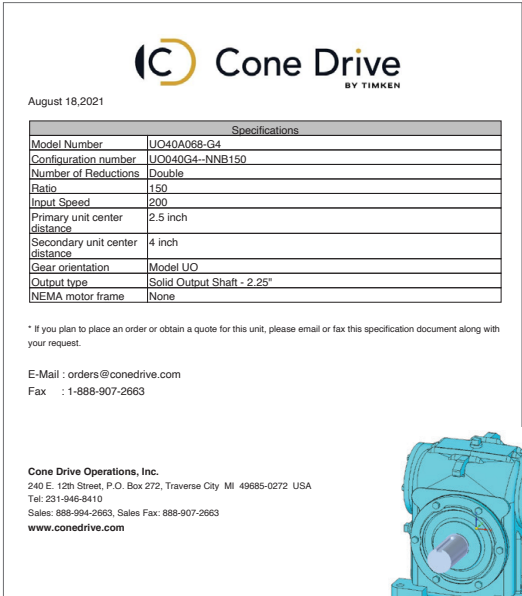 Cone Drive
BY TIMKEN
August 18,2021
Specifications
Model Number UO40A068-G4
Configuration number UO040G4--NNB150
Number of Reductions Double
Ratio 150
Input Speed 200
Primary unit center 2.5 inch
distance
Secondary unit center 4 inch
distance
Gear orientation Model UO
Output type Solid Output Shaft - 2.25"
NEMA motor frame None
* If you plan to place an order or obtain a quote for this unit, please email or fax this specification document along with
your request.
E-Mail : orders@conedrive.com
Fax : 1-888-907-2663
Cone Drive Operations, Inc.
240 E. 12th Street, P.O. Box 272, Traverse City MI 49685-0272 USA
Tel: 231-946-8410
Sales: 888-994-2663, Sales Fax: 888-907-2663
www.conedrive.com